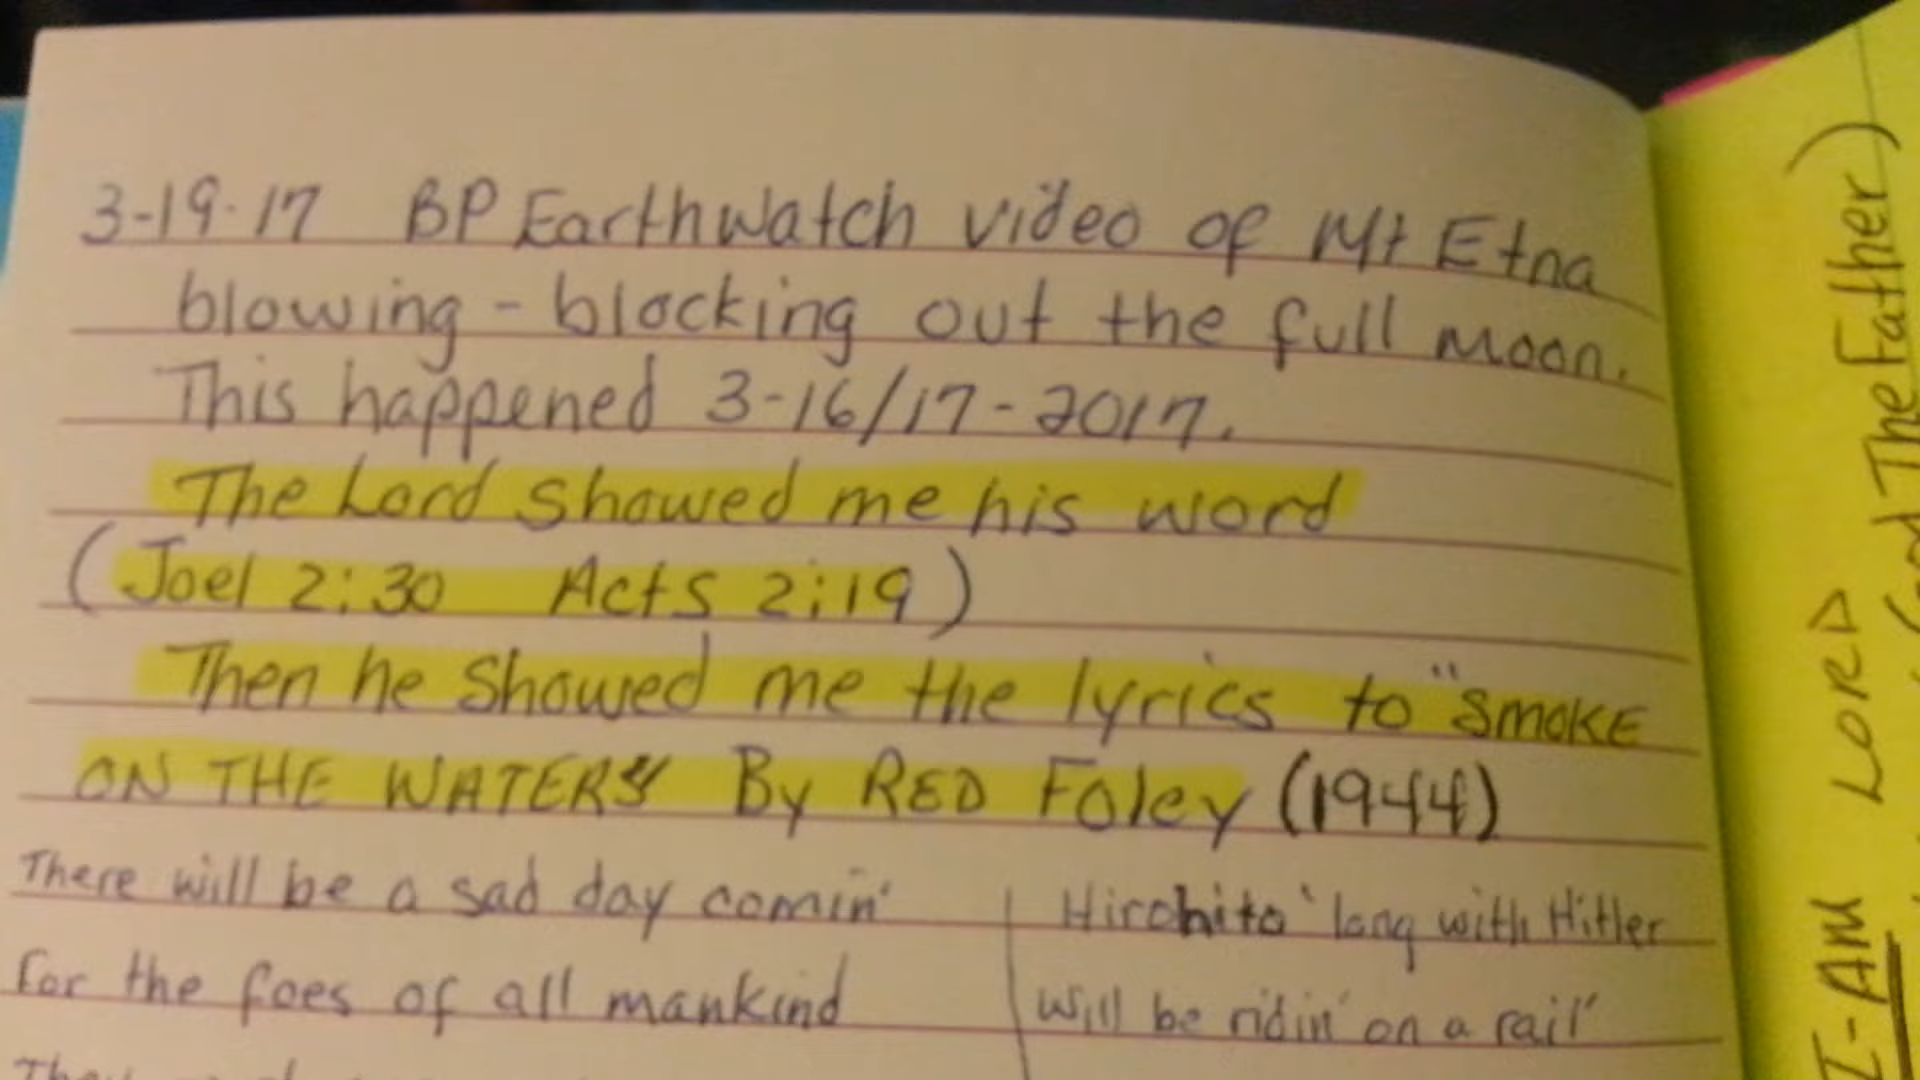 3-19-17 BP Earthwatch video of Mt Etna
blowing - blocking out the full moon.
This happened 3-16/17-2017.
The Lord showed me his word
(Joel 2:30 Acts 2:19)
Then he showed me the lyrics to "SMOKE
ON THE WATER" By RED Foley (1944)
There will be a sad day comin'
for the foes of all mankind
They
Hirohito 'long with Hitler
will be ridin' on a rail'
I-AM LORD
(God The Father)